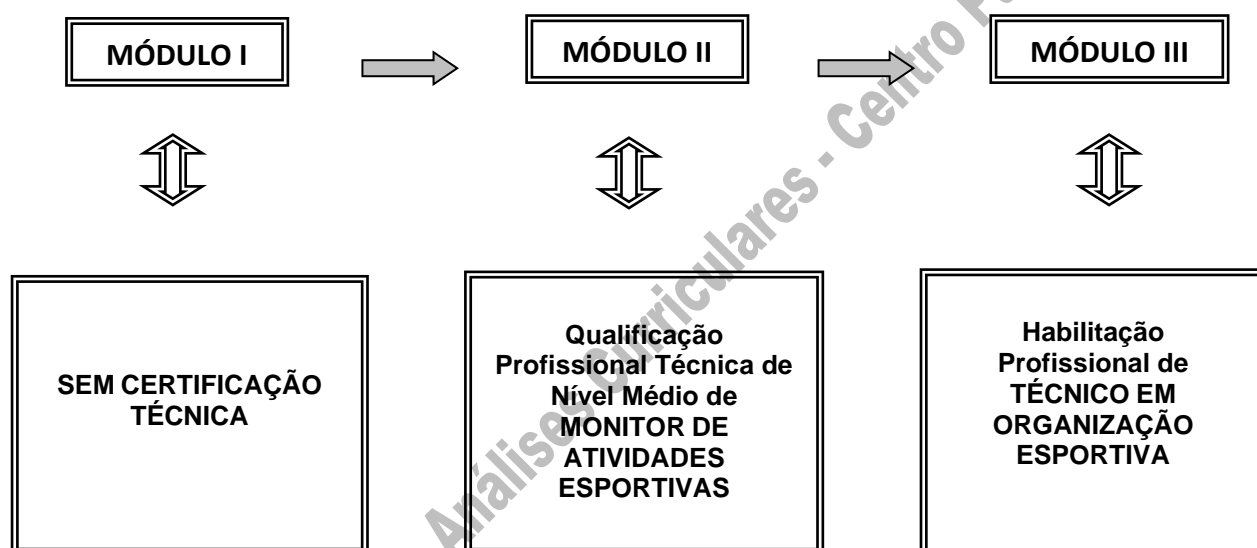 MÓDULO I
MÓDULO II
MÓDULO III
SEM CERTIFICAÇÃO
TÉCNICA
Qualificação
Profissional Técnica de
Nível Médio de
MONITOR DE
ATIVIDADES
ESPORTIVAS
Habilitação
Profissional de
TÉCNICO EM
ORGANIZAÇÃO
ESPORTIVA
Análises Curriculares - Centro